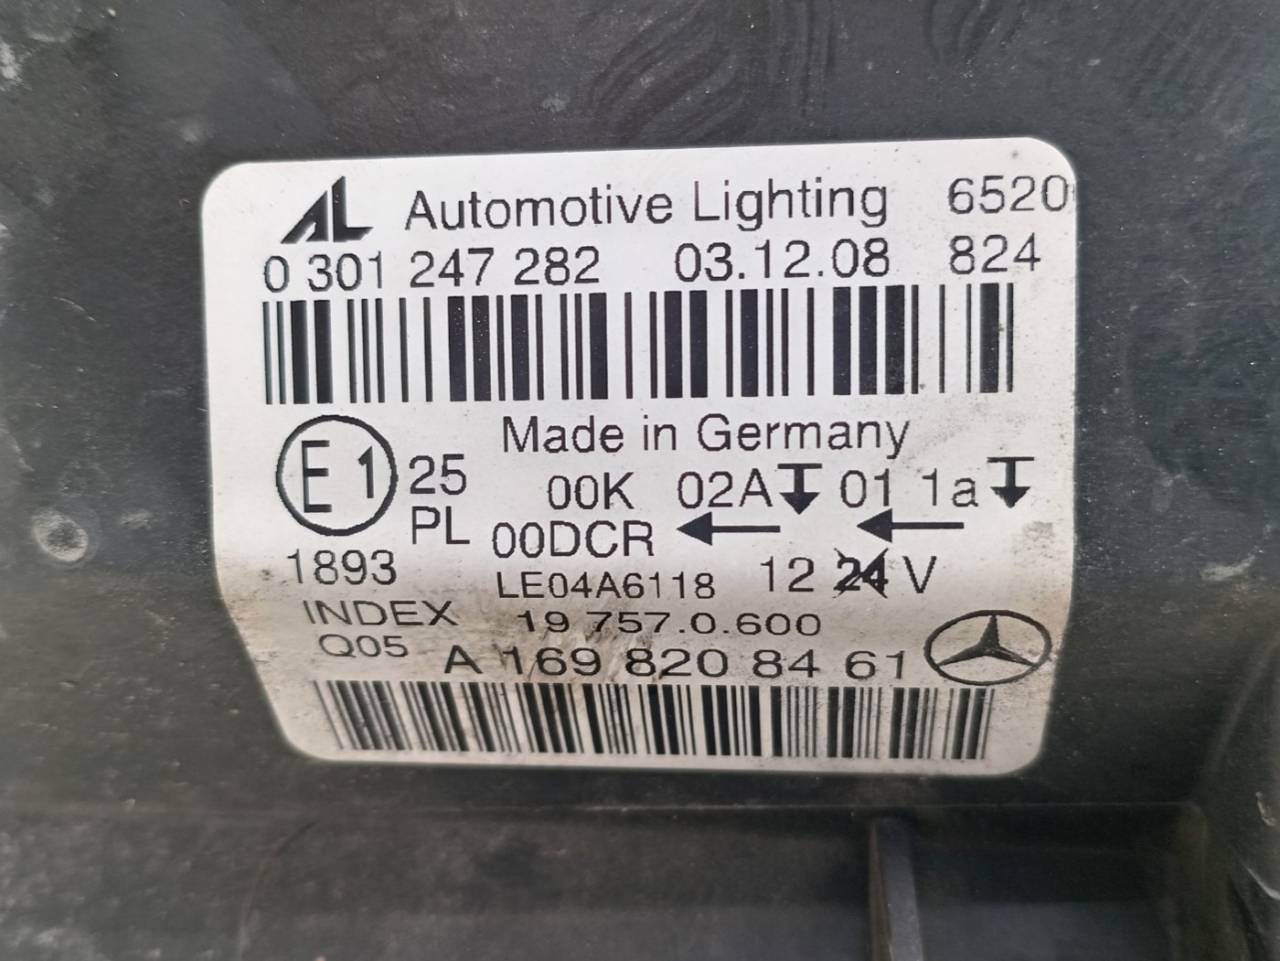 AL Automotive Lighting 6520
0 301 247 282 03.12.08 824
Made in Germany
E1 25 00K 02A 01 1a
PL 00DCR
1893 LE04A6118 12 24 V
INDEX 19 757.0.600
Q05 A 169 820 84 61